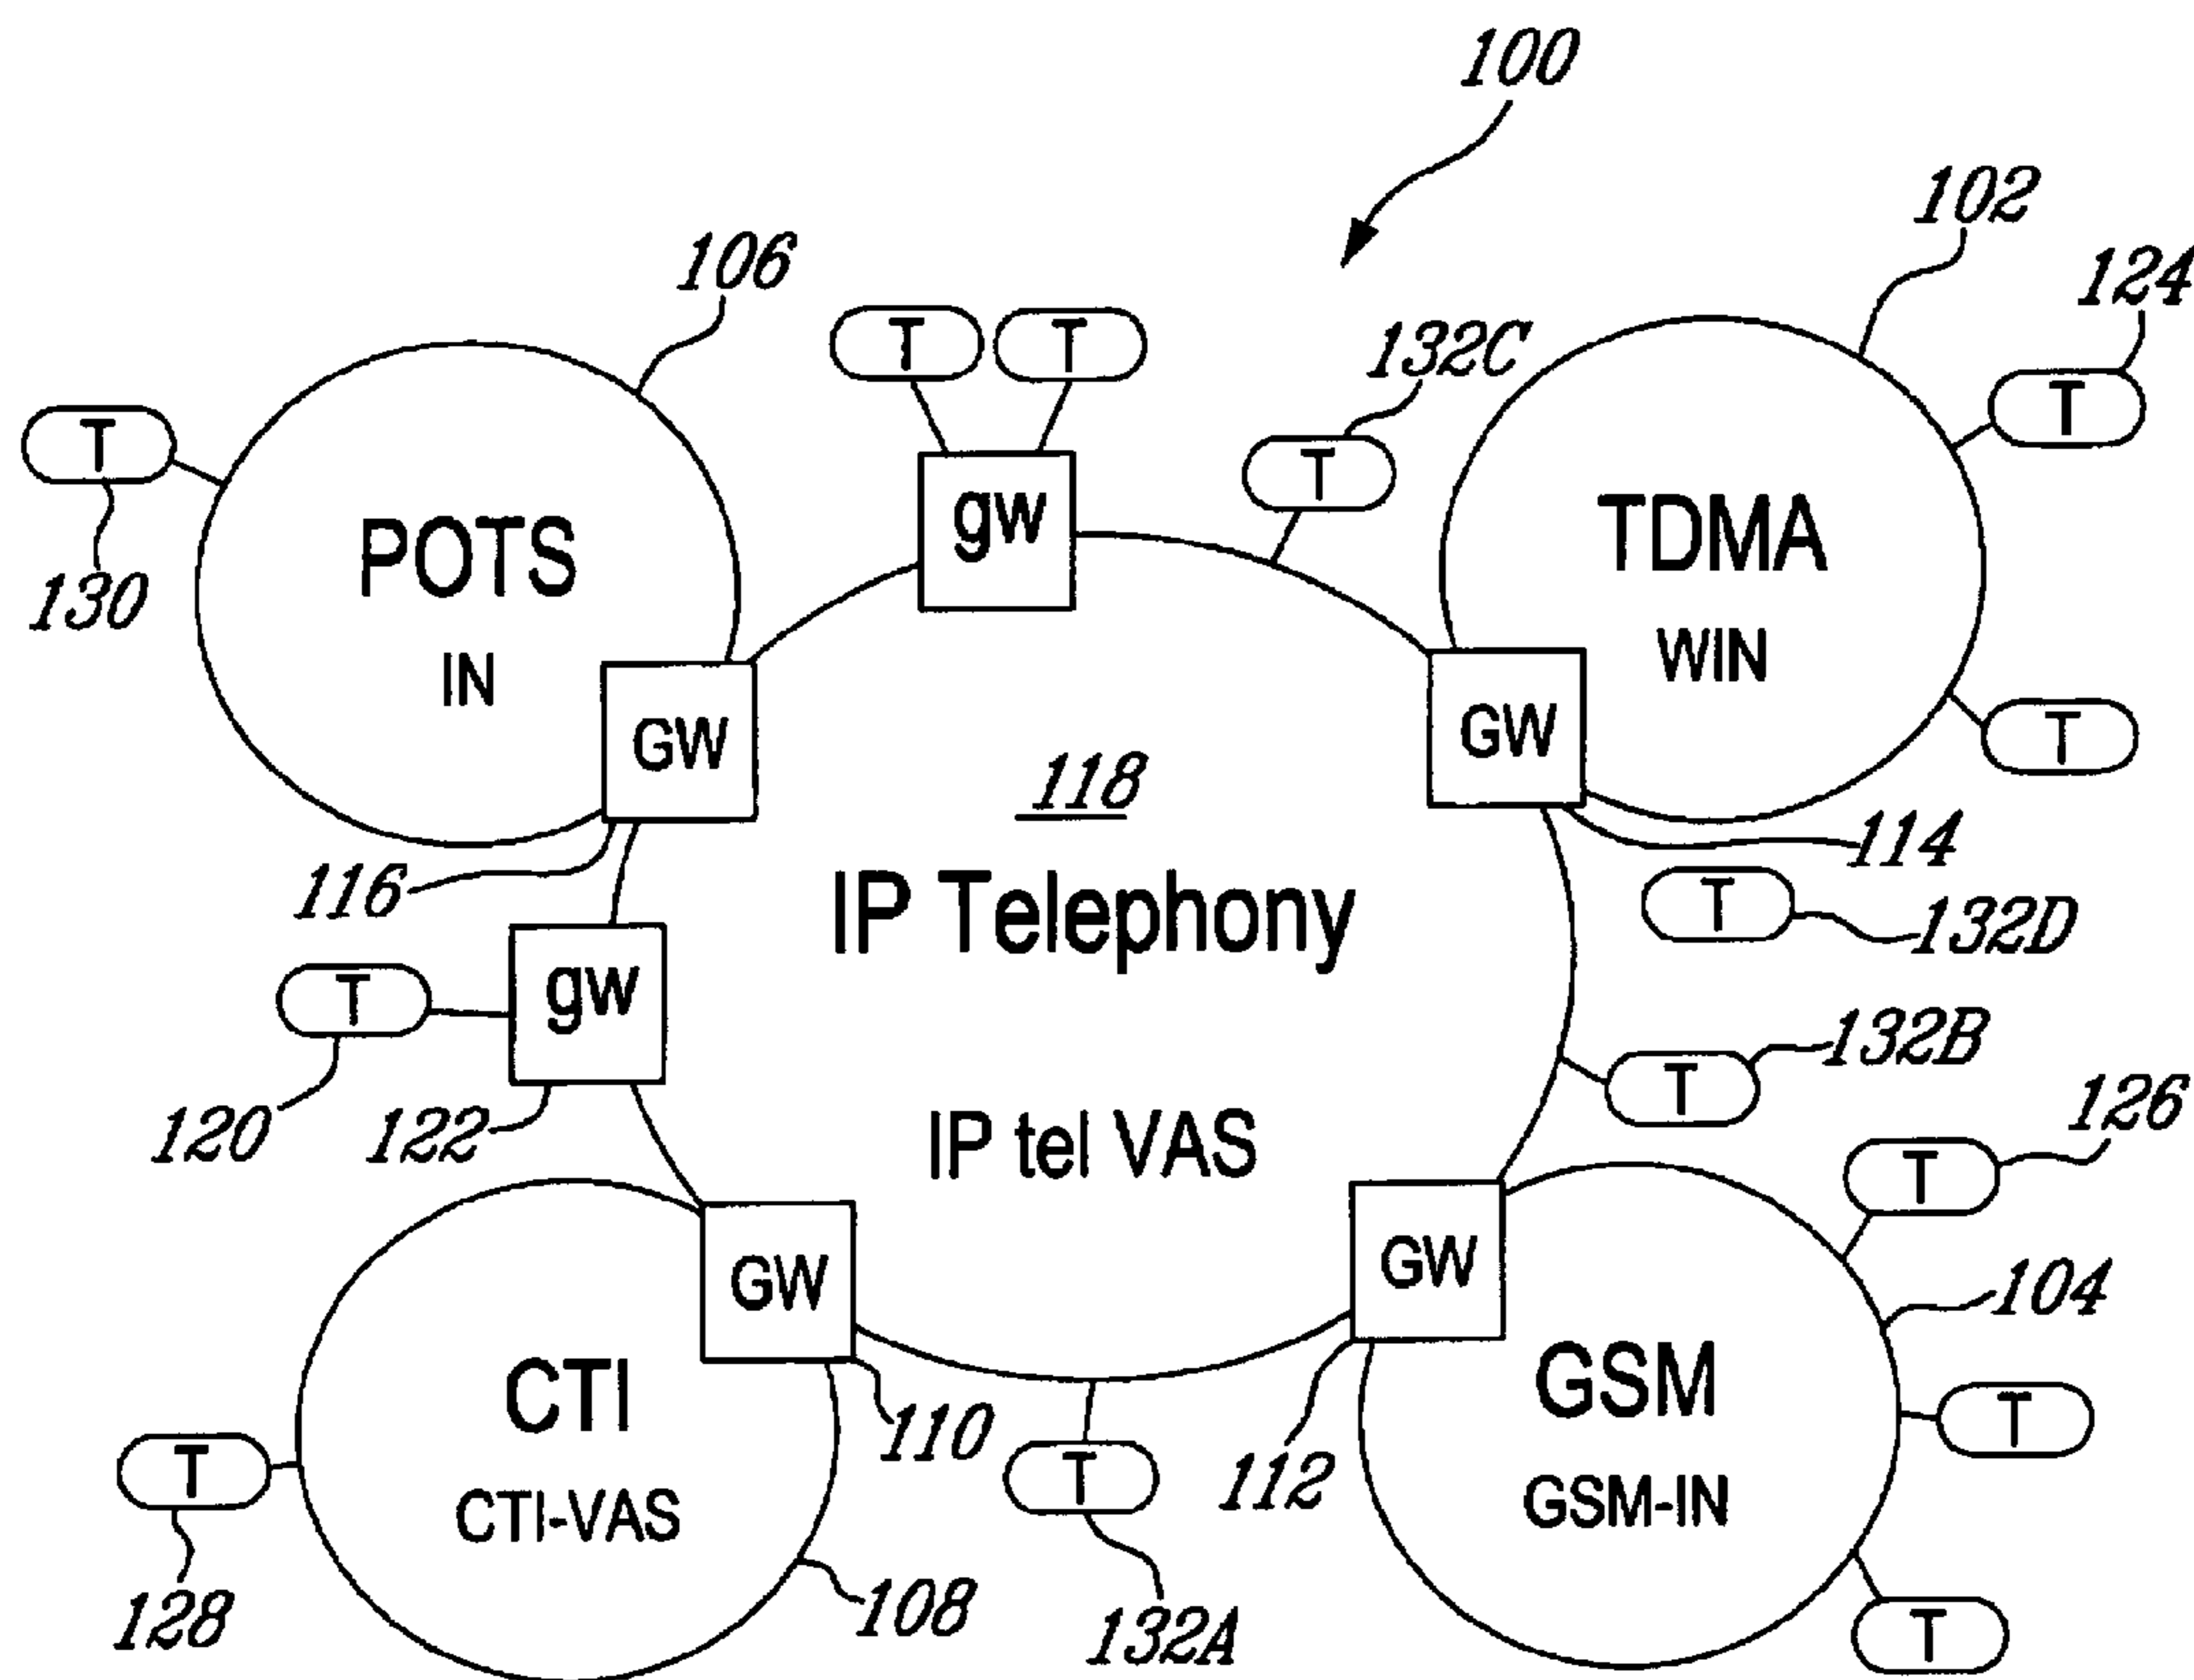 100
102
124
106
T T
132C
T
T
T
gw
POTS
TDMA
130
IN
WIN
GW
GW
T
118
114
116
IP Telephony
T
132D
T
gw
132B
T
120
122
IP tel VAS
126
T
GW
GW
104
CTI
GSM
110
T
T
112
T
CTI-VAS
GSM-IN
128
108
132A
T